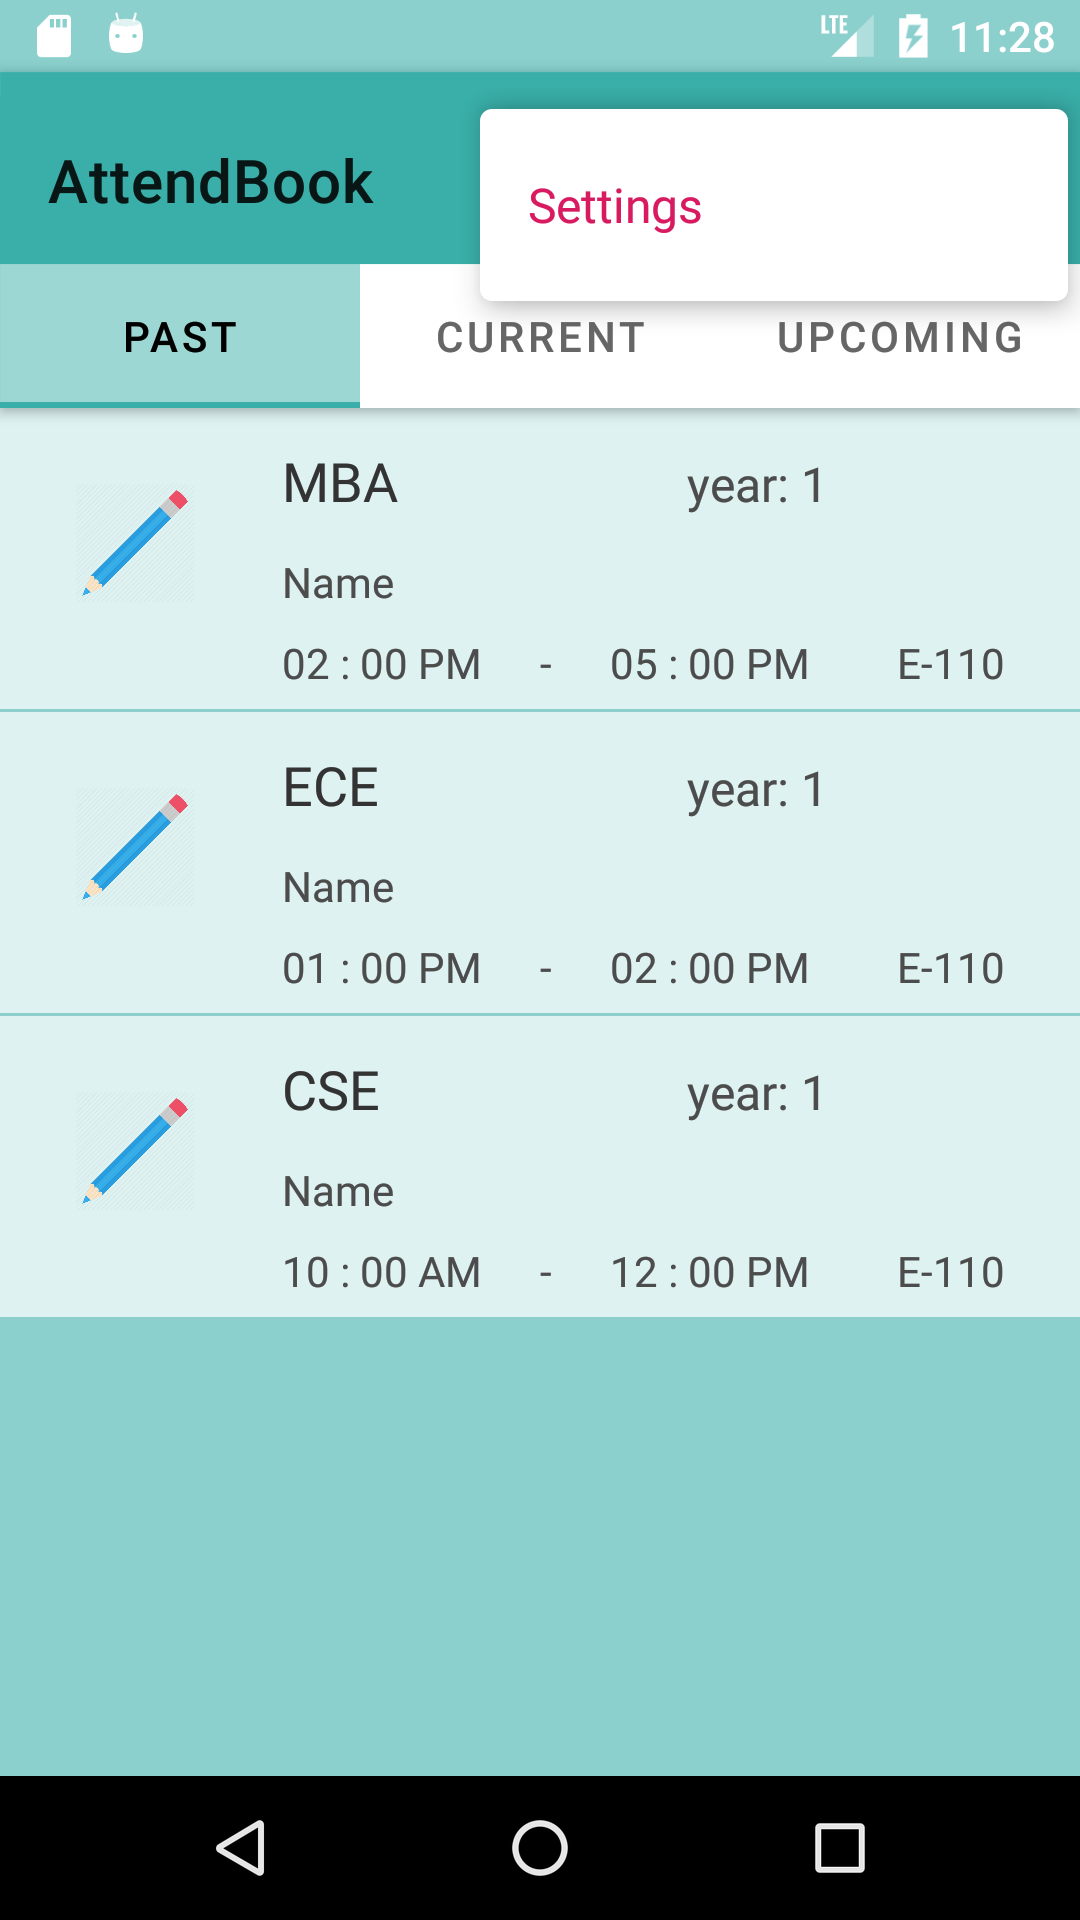 LTE 11:28
AttendBook
Settings
PAST CURRENT UPCOMING
MBA year: 1
Name
02 : 00 PM - 05 : 00 PM E-110
ECE year: 1
Name
01 : 00 PM - 02 : 00 PM E-110
CSE year: 1
Name
10 : 00 AM - 12 : 00 PM E-110